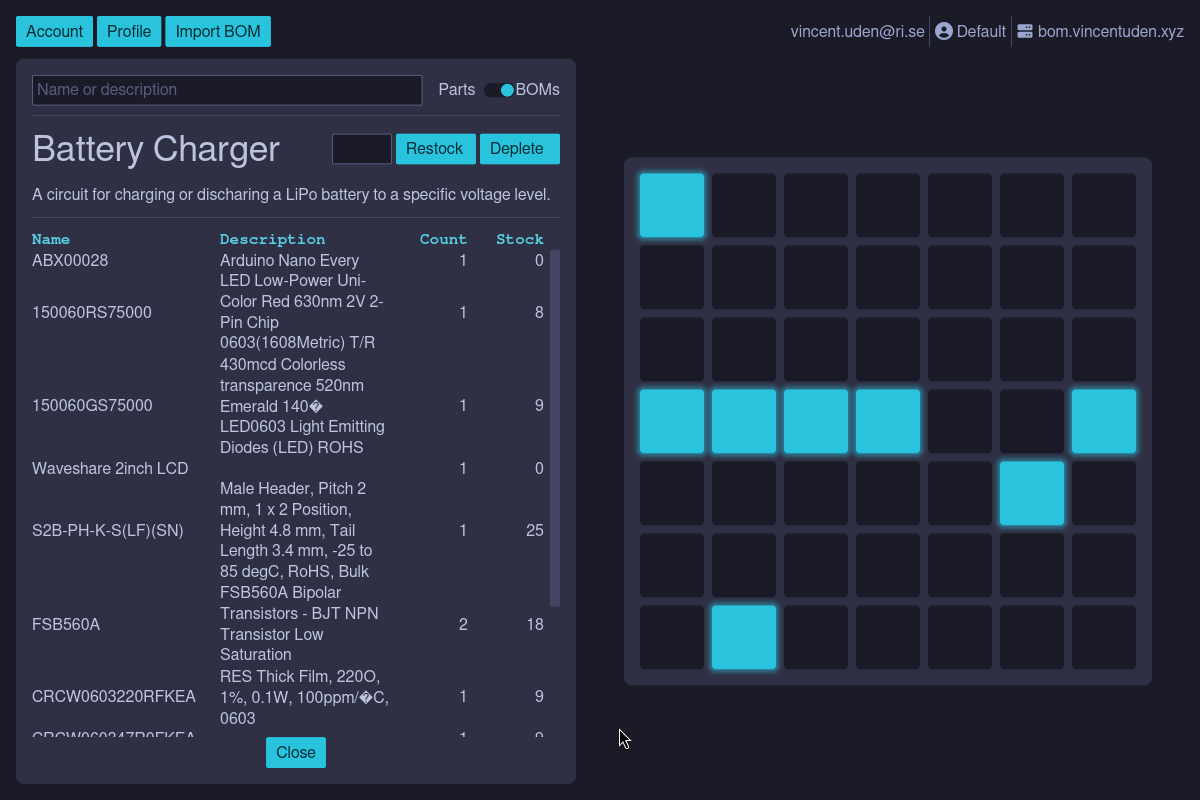 Account Profile Import BOM vincent.uden@ri.se Default bom.vincentuden.xyz
Name or description Parts BOMs
Battery Charger Restock Deplete
A circuit for charging or discharing a LiPo battery to a specific voltage level.
Name Description Count Stock
ABX00028 Arduino Nano Every 1 0
LED Low-Power Uni-
Color Red 630nm 2V 2-
150060RS75000 1 8
Pin Chip
0603(1608Metric) T/R
430mcd Colorless
transparence 520nm
150060GS75000 Emerald 140� 1 9
LED0603 Light Emitting
Diodes (LED) ROHS
Waveshare 2inch LCD 1 0
Male Header, Pitch 2
mm, 1 x 2 Position,
S2B-PH-K-S(LF)(SN) Height 4.8 mm, Tail 1 25
Length 3.4 mm, -25 to
85 degC, RoHS, Bulk
FSB560A Bipolar
Transistors - BJT NPN
FSB560A 2 18
Transistor Low
Saturation
RES Thick Film, 220O,
CRCW0603220RFKEA 1%, 0.1W, 100ppm/�C, 1 9
0603
CRCW060347R0FKEA 1 9
Close